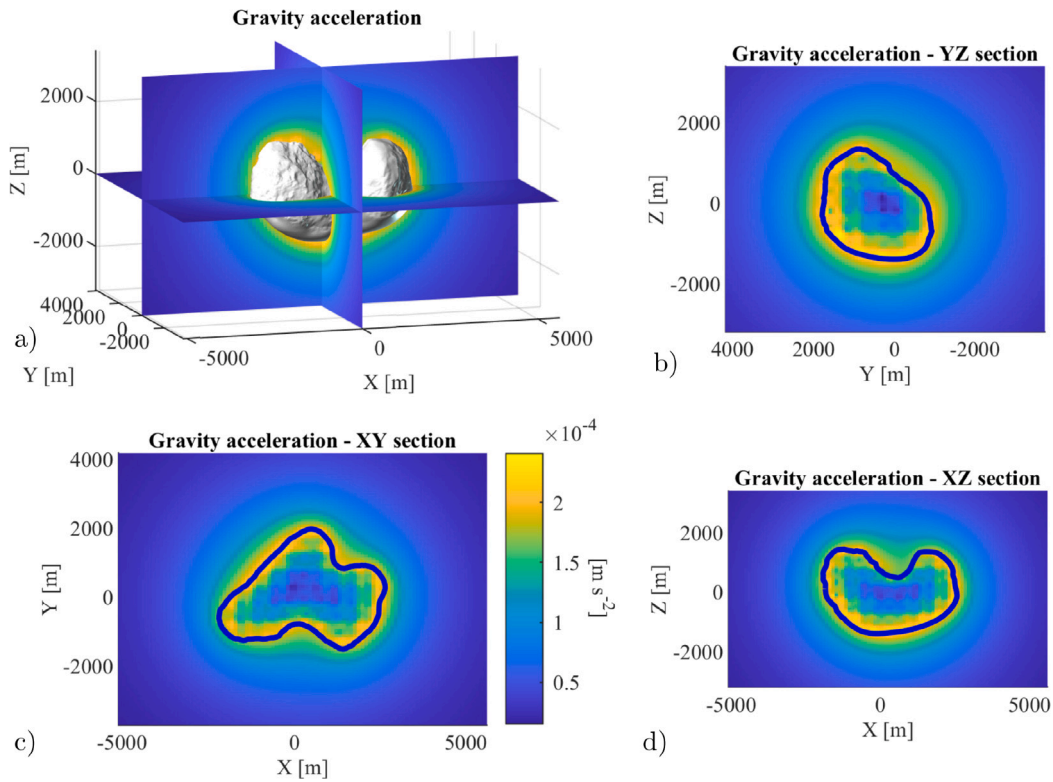 Gravity acceleration
2000
0
-2000
Z [m]
4000
2000
0
-2000
Y [m]
-5000
0
5000
X [m]
a)
Gravity acceleration - YZ section
2000
0
-2000
Z [m]
4000 2000 0 -2000
Y [m]
b)
Gravity acceleration - XY section
4000
2000
0
-2000
Y [m]
-5000 0 5000
X [m]
c)
×10⁻⁴
2
1.5
1
0.5
[m s⁻²]
Gravity acceleration - XZ section
2000
0
-2000
Z [m]
-5000 0 5000
X [m]
d)